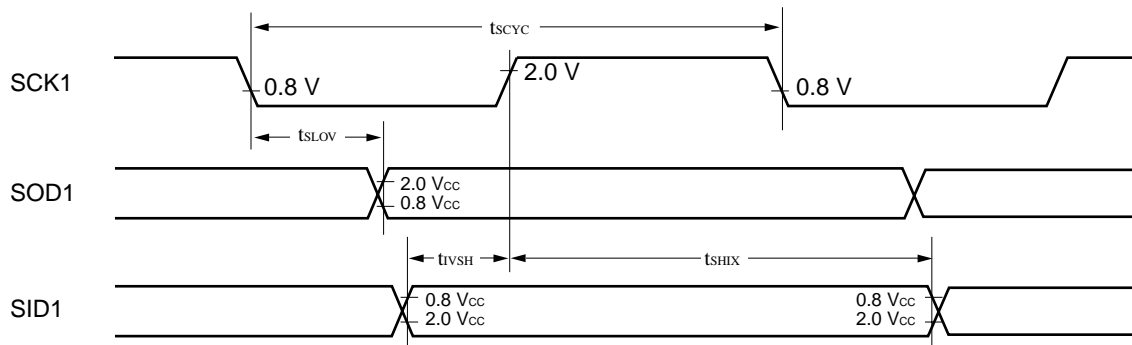 tSCYC
SCK1
0.8 V
2.0 V
0.8 V
tSLOV
SOD1
2.0 VCC
0.8 VCC
tIVSH
tSHIX
SID1
0.8 VCC
2.0 VCC
0.8 VCC
2.0 VCC